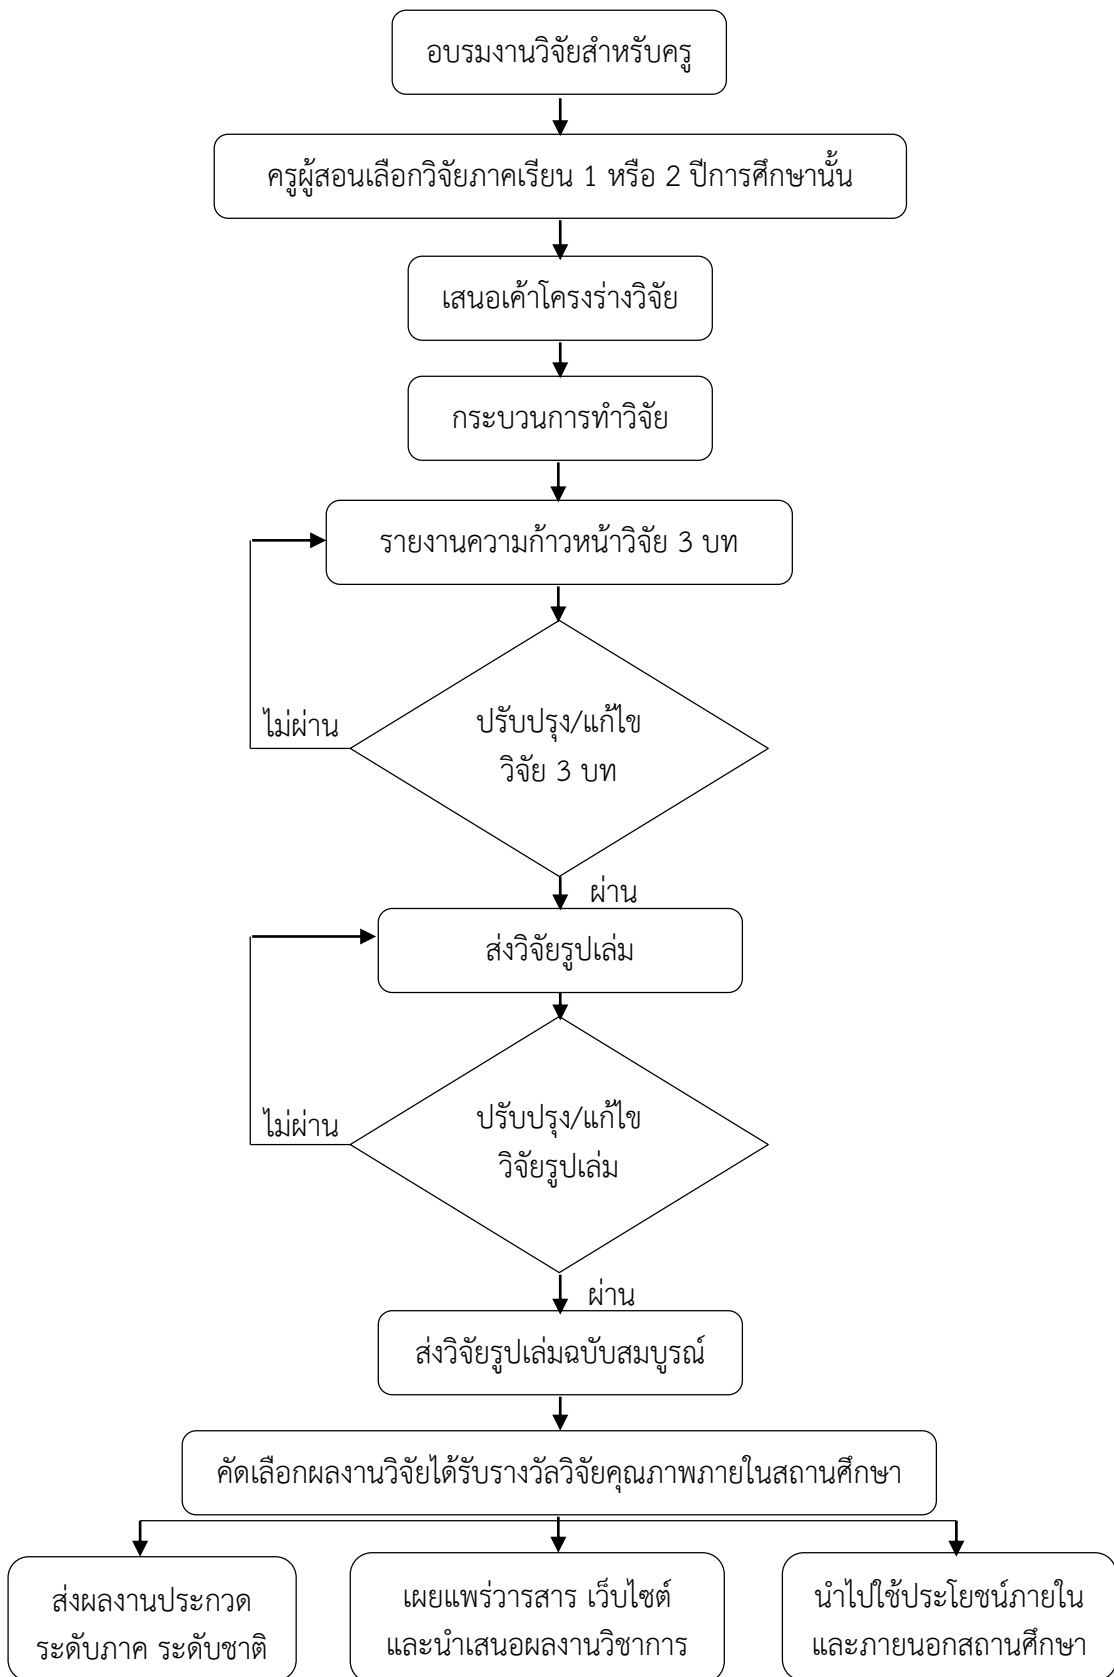 อบรมงานวิจัยสำหรับครู
ครูผู้สอนเลือกวิจัยภาคเรียน 1 หรือ 2 ปีการศึกษานั้น
เสนอเค้าโครงร่างวิจัย
กระบวนการทำวิจัย
รายงานความก้าวหน้าวิจัย 3 บท
ไม่ผ่าน
ปรับปรุง/แก้ไข
วิจัย 3 บท
ผ่าน
ส่งวิจัยรูปเล่ม
ไม่ผ่าน
ปรับปรุง/แก้ไข
วิจัยรูปเล่ม
ผ่าน
ส่งวิจัยรูปเล่มฉบับสมบูรณ์
คัดเลือกผลงานวิจัยได้รับรางวัลวิจัยคุณภาพภายในสถานศึกษา
ส่งผลงานประกวด
ระดับภาค ระดับชาติ
เผยแพร่วารสาร เว็บไซต์
และนำเสนอผลงานวิชาการ
นำไปใช้ประโยชน์ภายใน
และภายนอกสถานศึกษา